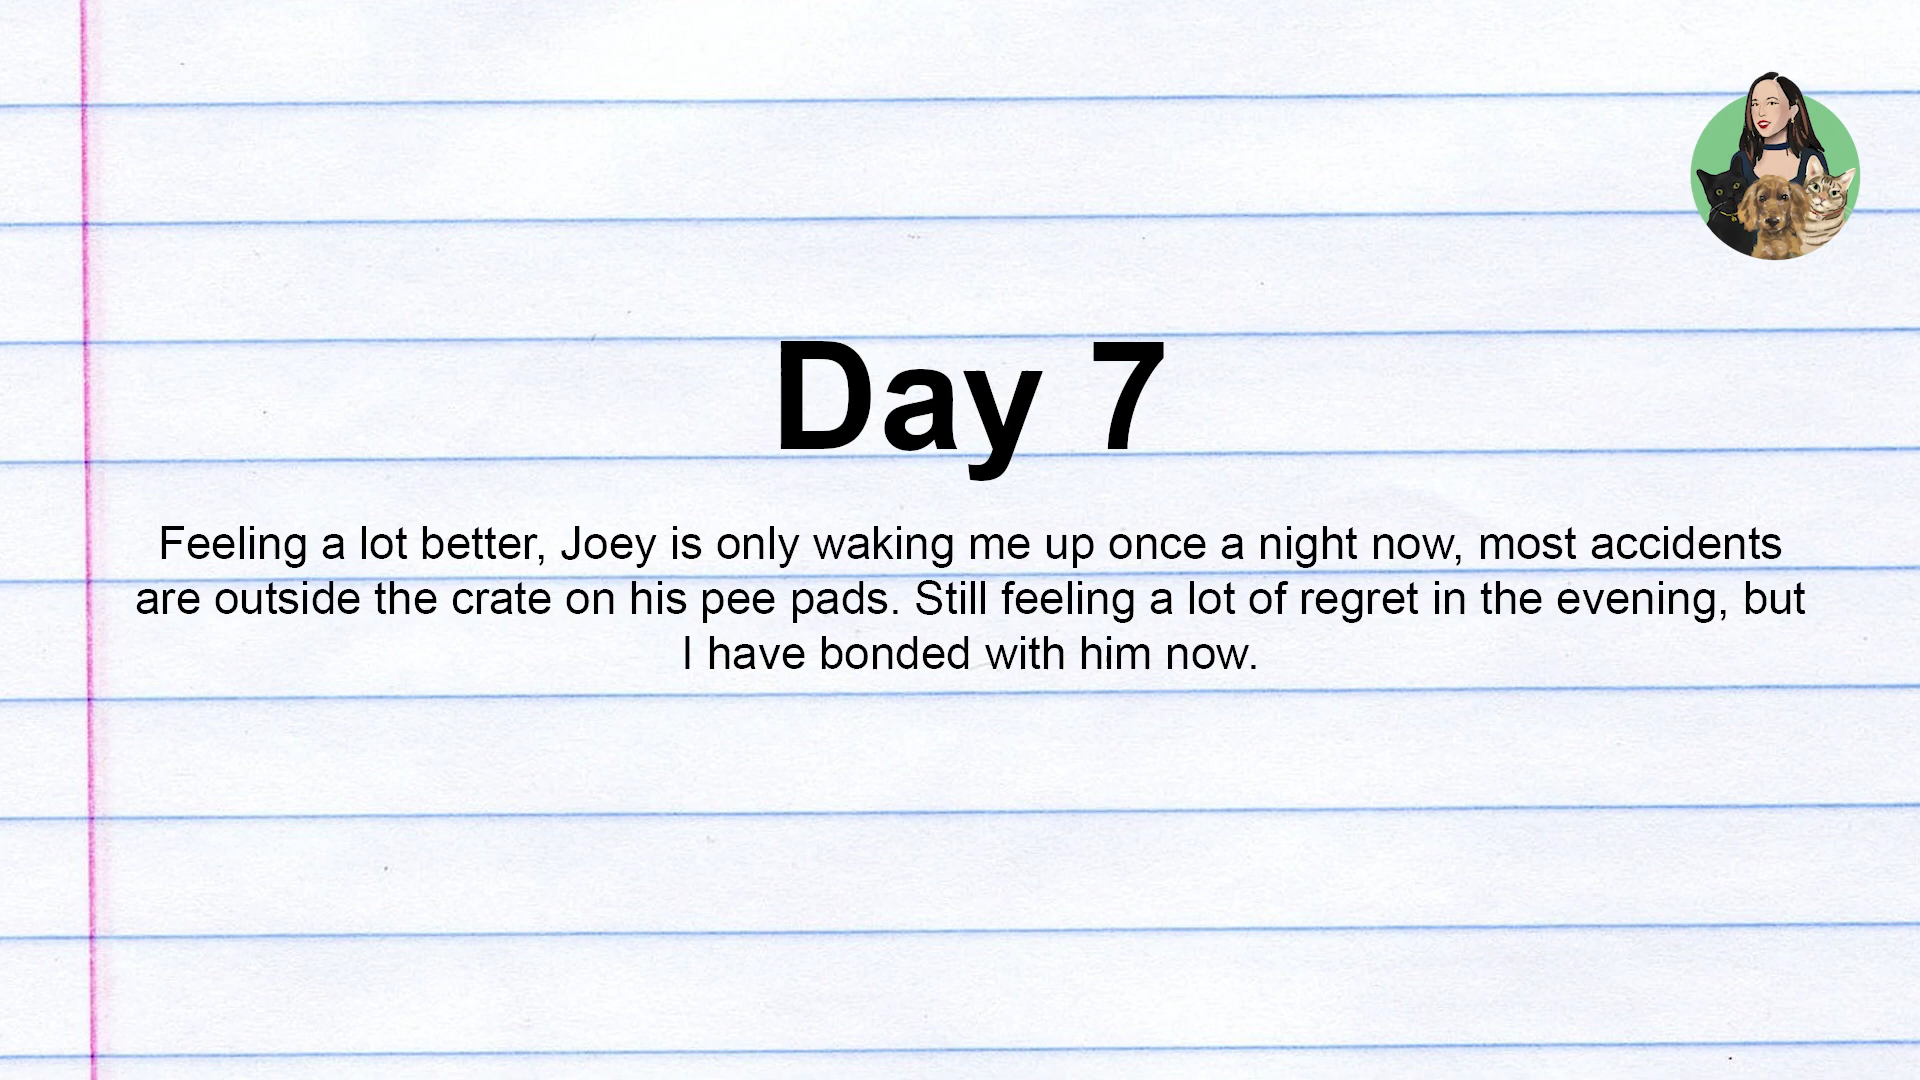 Day 7
Feeling a lot better, Joey is only waking me up once a night now, most accidents
are outside the crate on his pee pads. Still feeling a lot of regret in the evening, but
I have bonded with him now.